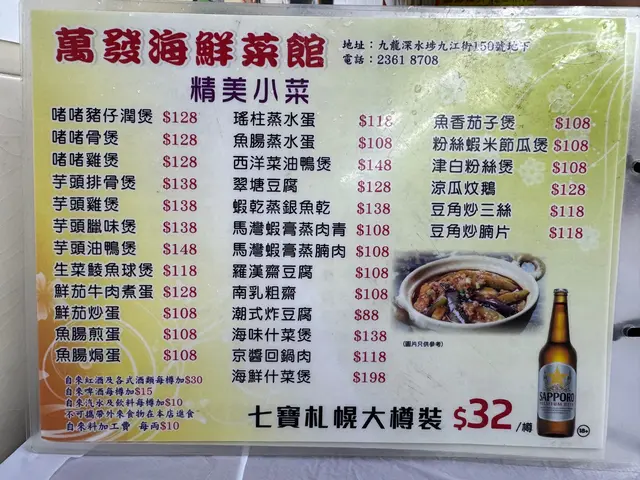 萬發海鮮菜館
地址：九龍深水埗九江街150號地下
電話：2361 8708
精美小菜
啫啫豬仔潤煲 $128
啫啫骨煲 $128
啫啫雞煲 $128
芋頭排骨煲 $138
芋頭雞煲 $138
芋頭臘味煲 $138
芋頭油鴨煲 $148
生菜鯪魚球煲 $118
鮮茄牛肉煮蛋 $128
鮮茄炒蛋 $108
魚腸煎蛋 $108
魚腸焗蛋 $108
自來紅酒及各式酒類每樽加$30
自來啤酒每樽加$15
自來汽水及飲料每樽加$10
不可攜帶外來食物在本店進食
自來料加工費 每両$10
瑤柱蒸水蛋 $118
魚腸蒸水蛋 $108
西洋菜油鴨煲 $148
翠塘豆腐 $128
蝦乾蒸銀魚乾 $138
馬灣蝦膏蒸肉青 $108
馬灣蝦膏蒸腩肉 $108
羅漢齋豆腐 $108
南乳粗齋 $108
潮式炸豆腐 $88
海味什菜煲 $138
京醬回鍋肉 $118
海鮮什菜煲 $198
魚香茄子煲 $108
粉絲蝦米節瓜煲 $108
津白粉絲煲 $108
涼瓜炆鵝 $128
豆角炒三絲 $118
豆角炒腩片 $118
(圖片只供參考)
SAPPORO
七寶札幌大樽裝 $32/樽
18+